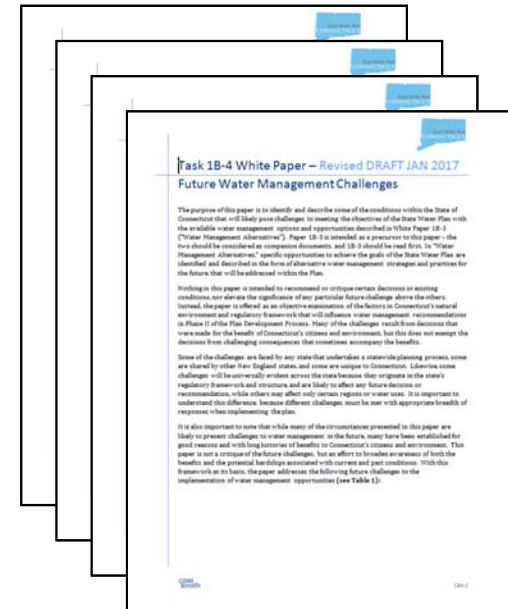 Task 1B-4 White Paper – Revised DRAFT JAN 2017
Future Water Management Challenges
The purpose of this paper is to identify and describe some of the conditions within the State of
Connecticut that will likely pose challenges to meeting the objectives of the State Water Plan with
the available water management options and opportunities described in White Paper 1B-3
("Water Management Alternatives"). Paper 1B-3 is intended as a precursor to this paper – the
two should be considered as companion documents, and 1B-3 should be read first. In "Water
Management Alternatives," specific opportunities to achieve the goals of the State Water Plan are
identified and described in the form of alternative water management strategies and practices for
the future, that will be addressed within the Plan.
Nothing in this paper is intended to recommend or critique certain decisions or existing
conditions, nor elevate the significance of any particular future challenge above the others.
Instead, the paper is offered as an objective examination of the factors in Connecticut's natural
environment and regulatory framework that will influence water management recommendations
in Phase II of the Plan Development Process. Many of the challenges result from decisions that
were made for the benefit of Connecticut's citizens and environment, but this does not exempt the
decisions from challenging consequences that sometimes accompany the benefits.
Some of the challenges are faced by any state that undertakes a statewide planning process, some
are shared by other New England states, and some are unique to Connecticut. Likewise, some
challenges will be universally evident across the state because they originate in the state's
regulatory framework and structure, and are likely to affect any future decision or
recommendation, while others may affect only certain regions or water uses. It is important to
understand this difference, because different challenges must be met with appropriate breadth of
responses when implementing the plan.
It is also important to note that while many of the circumstances presented in this paper are
likely to present challenges to water management in the future, many have been established for
good reasons and with long histories of benefits to Connecticut's citizens and environment. This
paper is not a critique of the future challenges, but an effort to broaden awareness of both the
benefits and the potential hardships associated with current and past conditions. With this
framework as its basis, the paper addresses the following future challenges to the
implementation of water management opportunities (see Table 1):
CDM
Smith